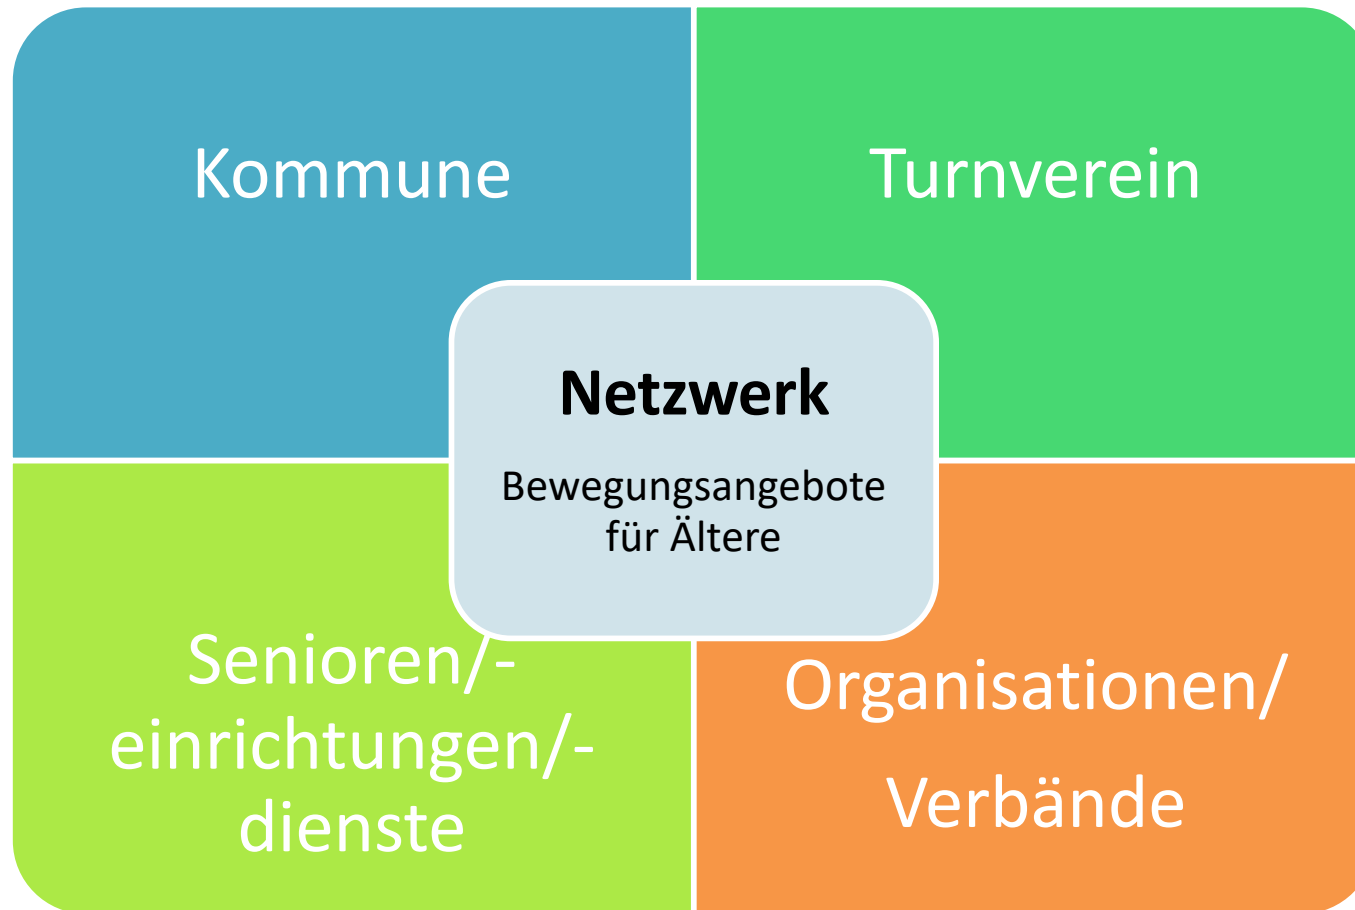 Kommune
Turnverein
Netzwerk
Bewegungsangebote
für Ältere
Senioren/-
einrichtungen/-
dienste
Organisationen/
Verbände